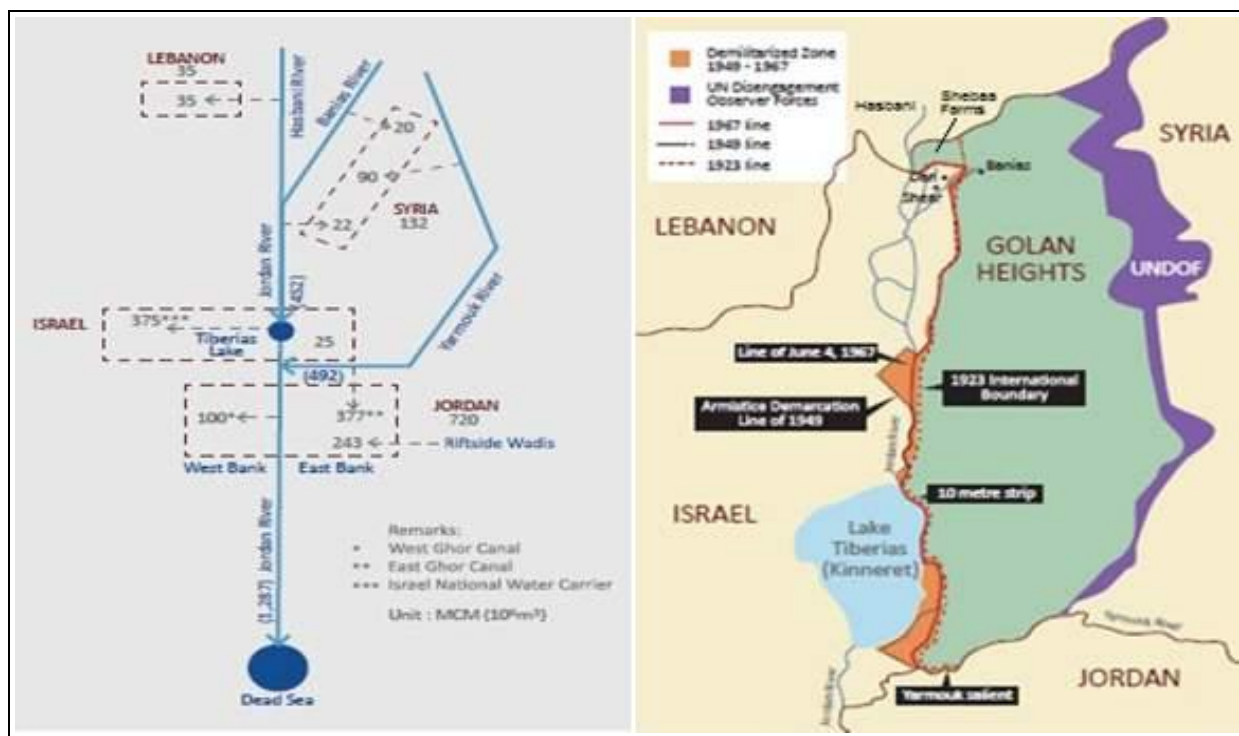 LEBANON
35
35
Hasbani River
Banias River
20
90
22
SYRIA
132
Jordan River
Yarmouk River
ISRAEL
375***
Tiberias
Lake
25
(492)
100*
377**
243
JORDAN
720
Riftside Wadis
West Bank
East Bank
(1,287) Jordan River
Remarks:
* West Ghor Canal
** East Ghor Canal
*** Israel National Water Carrier
Unit : MCM (10⁶m³)
Dead Sea
Demilitarized Zone
1949 - 1967
UN Disengagement
Observer Forces
1967 line
1949 line
1923 line
Hasbani
Shebaa
Farms
SYRIA
Banias
LEBANON
GOLAN
HEIGHTS
UNDOF
Line of June 4, 1967
1923 International
Boundary
Armistice Demarcation
Line of 1949
Jordan River
10 metre strip
ISRAEL
Lake
Tiberias
(Kinneret)
Yarmouk River
JORDAN
Yarmouk salient
Jordan River